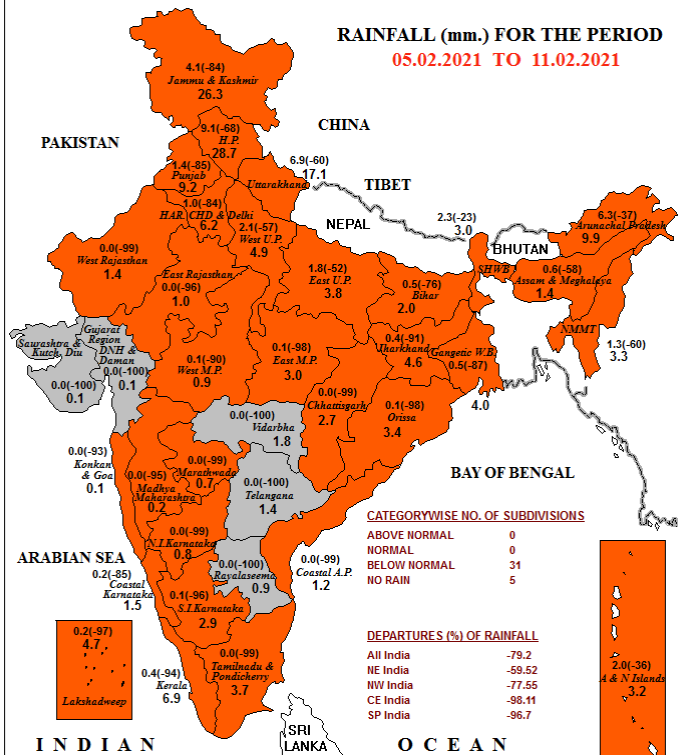 RAINFALL (mm.) FOR THE PERIOD
05.02.2021 TO 11.02.2021
4.1(-84)
Jammu & Kashmir
26.3
CHINA
9.1(-68)
H.P.
28.7
PAKISTAN
1.4(-85)
Punjab
9.2
6.9(-60)
17.1
Uttarakhand
TIBET
1.0(-84)
HAR. CHD & Delhi
6.2
NEPAL
2.3(-23)
3.0
6.3(-37)
Arunachal Pradesh
9.9
2.1(-57)
West U.P.
4.9
BHUTAN
0.0(-99)
West Rajasthan
1.4
East Rajasthan
0.0(-96)
1.0
1.8(-52)
East U.P.
3.8
0.5(-76)
Bihar
2.0
SHWB
0.6(-58)
Assam & Meghalaya
1.4
NMMT
1.3(-60)
3.3
Saurashtra &
Kutch, Diu
0.0(-100)
0.1
Gujarat
Region
DNH &
Daman
0.0(-100)
0.1
0.1(-90)
West M.P.
0.9
0.1(-98)
East M.P.
3.0
0.4(-91)
Jharkhand
4.6
Gangetic W.B.
0.5(-87)
4.0
0.0(-99)
Chhattisgarh
2.7
0.1(-98)
Orissa
3.4
0.0(-100)
Vidarbha
1.8
0.0(-93)
Konkan
& Goa
0.1
0.0(-95)
Madhya
Maharashtra
0.2
0.0(-99)
Marathwada
0.7
0.0(-100)
Telangana
1.4
BAY OF BENGAL
0.0(-99)
N.I.Karnataka
0.8
ARABIAN SEA
0.2(-85)
Coastal
Karnataka
1.5
0.0(-100)
Rayalaseema
0.9
0.0(-99)
Coastal A.P.
1.2
0.1(-96)
S.I.Karnataka
2.9
CATEGORYWISE NO. OF SUBDIVISIONS
ABOVE NORMAL 0
NORMAL 0
BELOW NORMAL 31
NO RAIN 5
DEPARTURES (%) OF RAINFALL
All India -79.2
NE India -59.52
NW India -77.55
CE India -98.11
SP India -96.7
0.2(-97)
4.7
Lakshadweep
0.4(-94)
Kerala
6.9
0.0(-99)
Tamilnadu &
Pondicherry
3.7
2.0(-36)
A & N Islands
3.2
SRI
LANKA
INDIAN OCEAN